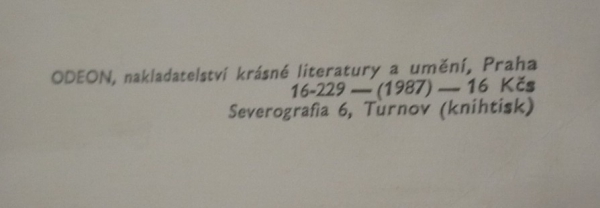 ODEON, nakladatelství krásné literatury a umění, Praha
16-229 — (1987) — 16 Kčs
Severografia 6, Turnov (knihtisk)